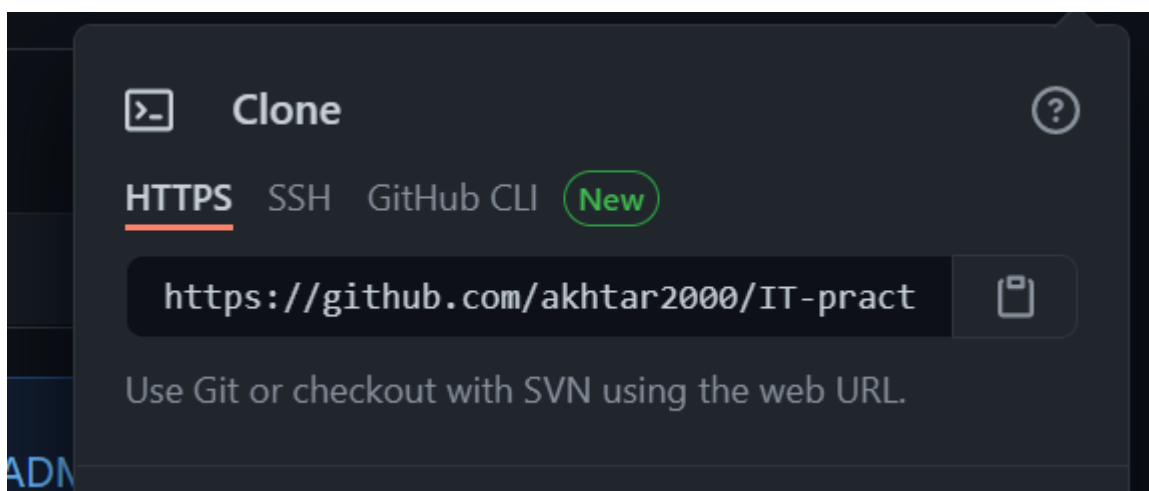 Clone
HTTPS SSH GitHub CLI New
https://github.com/akhtar2000/IT-pract
Use Git or checkout with SVN using the web URL.
ADM